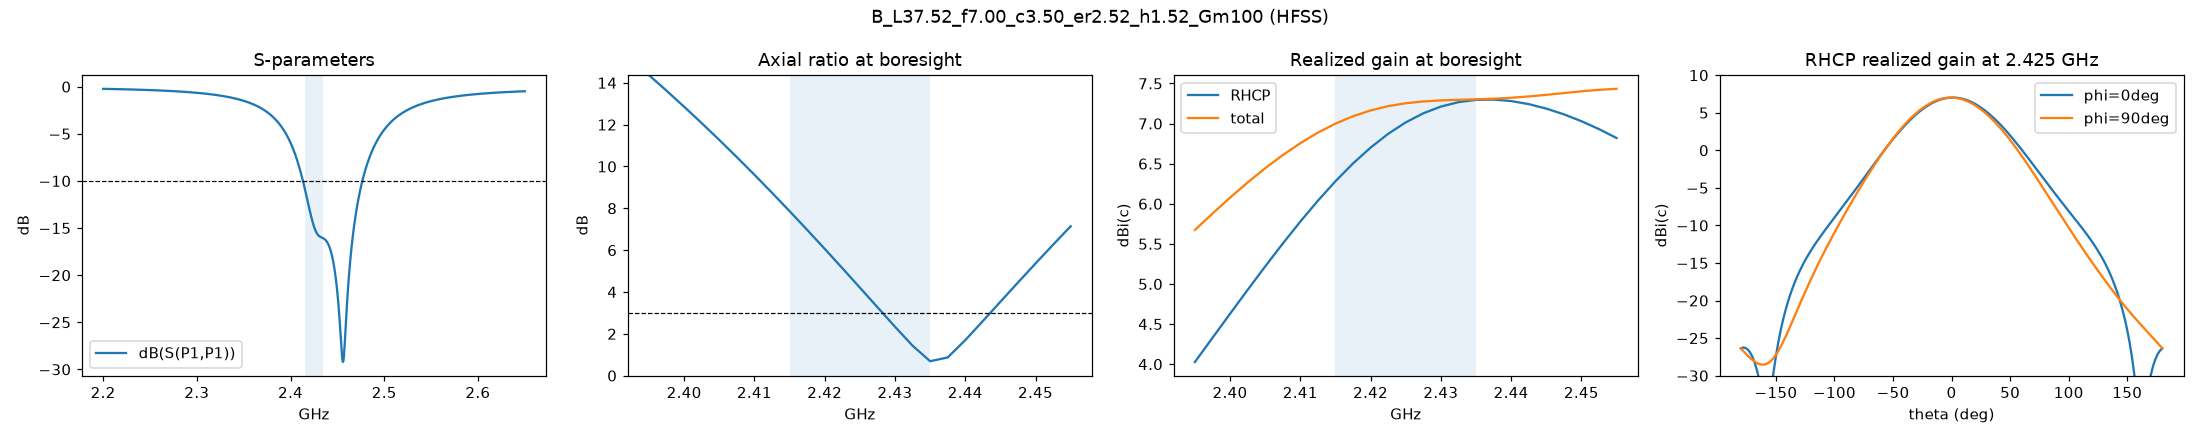 B_L37.52_f7.00_c3.50_er2.52_h1.52_Gm100 (HFSS)
S-parameters
0
−5
−10
−15
−20
−25
−30
dB
dB(S(P1,P1))
2.2 2.3 2.4 2.5 2.6
GHz
Axial ratio at boresight
14
12
10
8
6
4
2
0
dB
2.40 2.41 2.42 2.43 2.44 2.45
GHz
Realized gain at boresight
7.5
7.0
6.5
6.0
5.5
5.0
4.5
4.0
dBi(c)
RHCP
total
2.40 2.41 2.42 2.43 2.44 2.45
GHz
RHCP realized gain at 2.425 GHz
10
5
0
−5
−10
−15
−20
−25
−30
dBi(c)
phi=0deg
phi=90deg
−150 −100 −50 0 50 100 150
theta (deg)